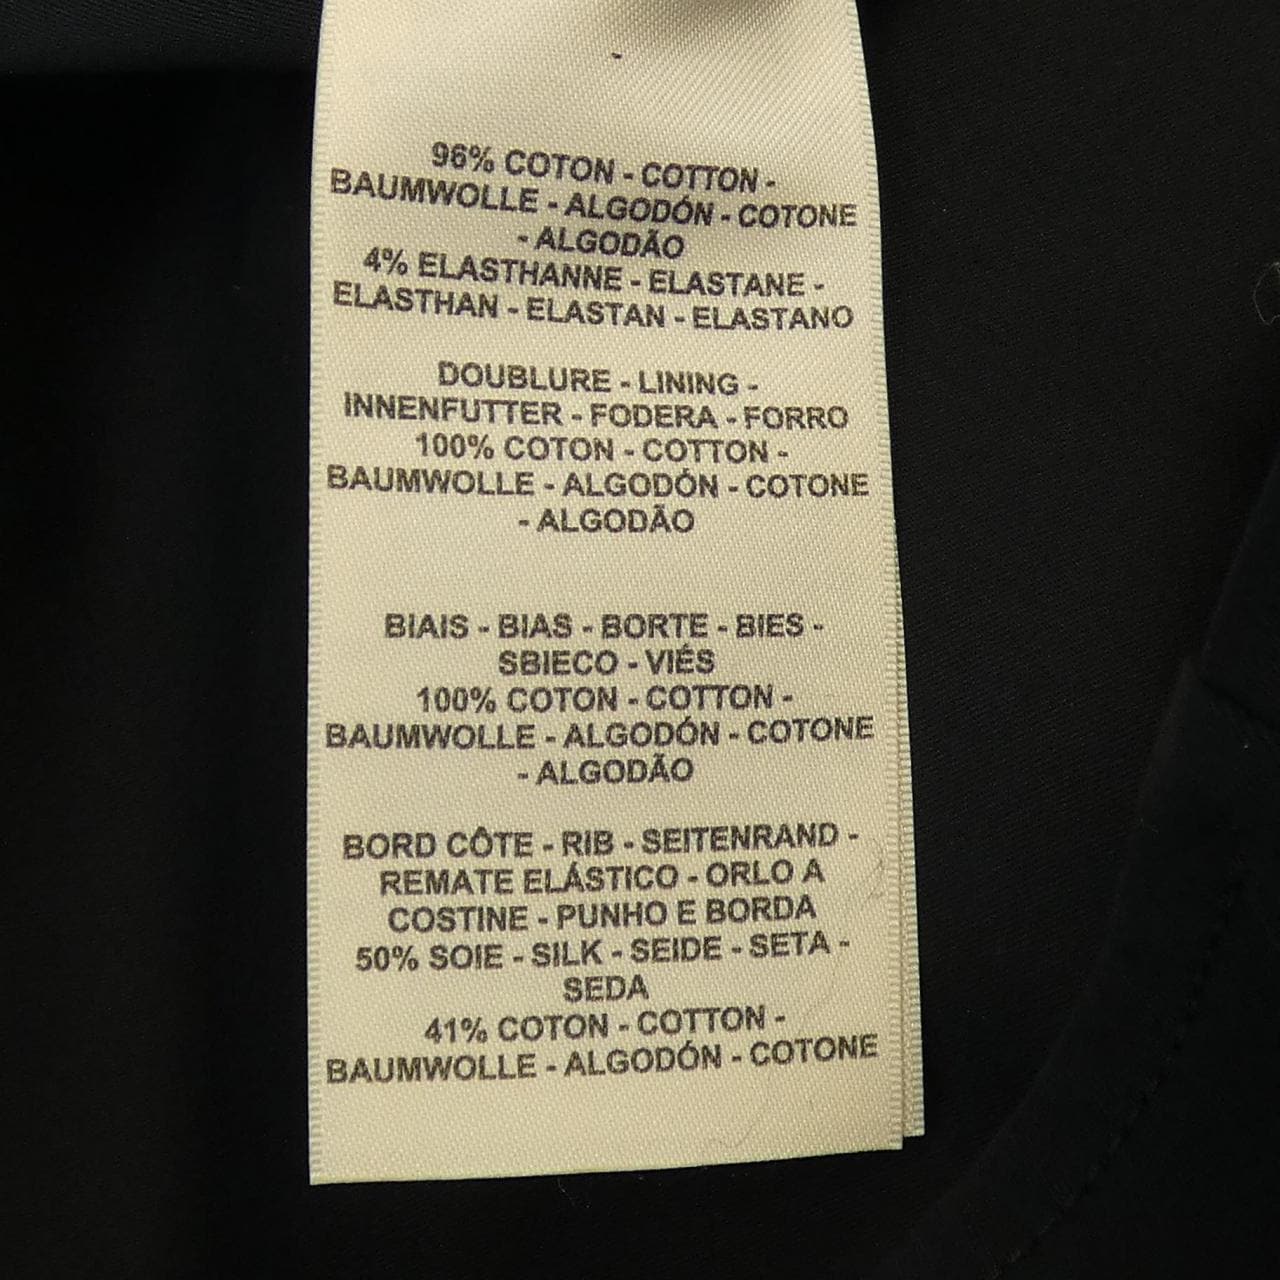 96% COTON - COTTON -
BAUMWOLLE - ALGODÓN - COTONE
- ALGODÃO
4% ELASTHANNE - ELASTANE -
ELASTHAN - ELASTAN - ELASTANO
DOUBLURE - LINING -
INNENFUTTER - FODERA - FORRO
100% COTON - COTTON -
BAUMWOLLE - ALGODÓN - COTONE
- ALGODÃO
BIAIS - BIAS - BORTE - BIES -
SBIECO - VIÉS
100% COTON - COTTON -
BAUMWOLLE - ALGODÓN - COTONE
- ALGODÃO
BORD CÔTE - RIB - SEITENRAND -
REMATE ELÁSTICO - ORLO A
COSTINE - PUNHO E BORDA
50% SOIE - SILK - SEIDE - SETA -
SEDA
41% COTON - COTTON -
BAUMWOLLE - ALGODÓN - COTONE